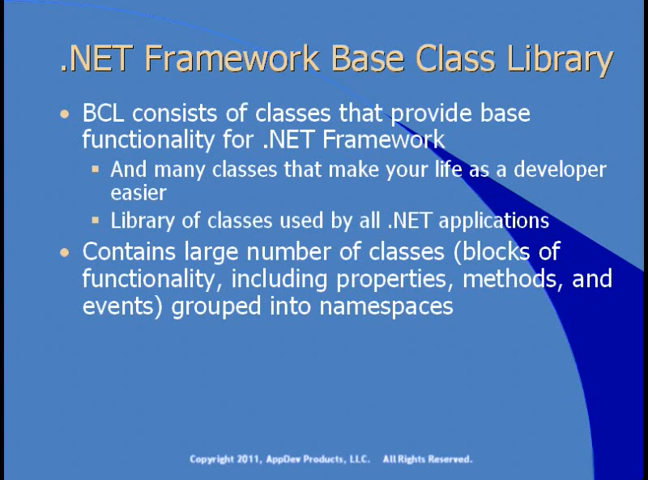 .NET Framework Base Class Library
• BCL consists of classes that provide base
functionality for .NET Framework
▪ And many classes that make your life as a developer
easier
▪ Library of classes used by all .NET applications
• Contains large number of classes (blocks of
functionality, including properties, methods, and
events) grouped into namespaces
Copyright 2011, AppDev Products, LLC. All Rights Reserved.